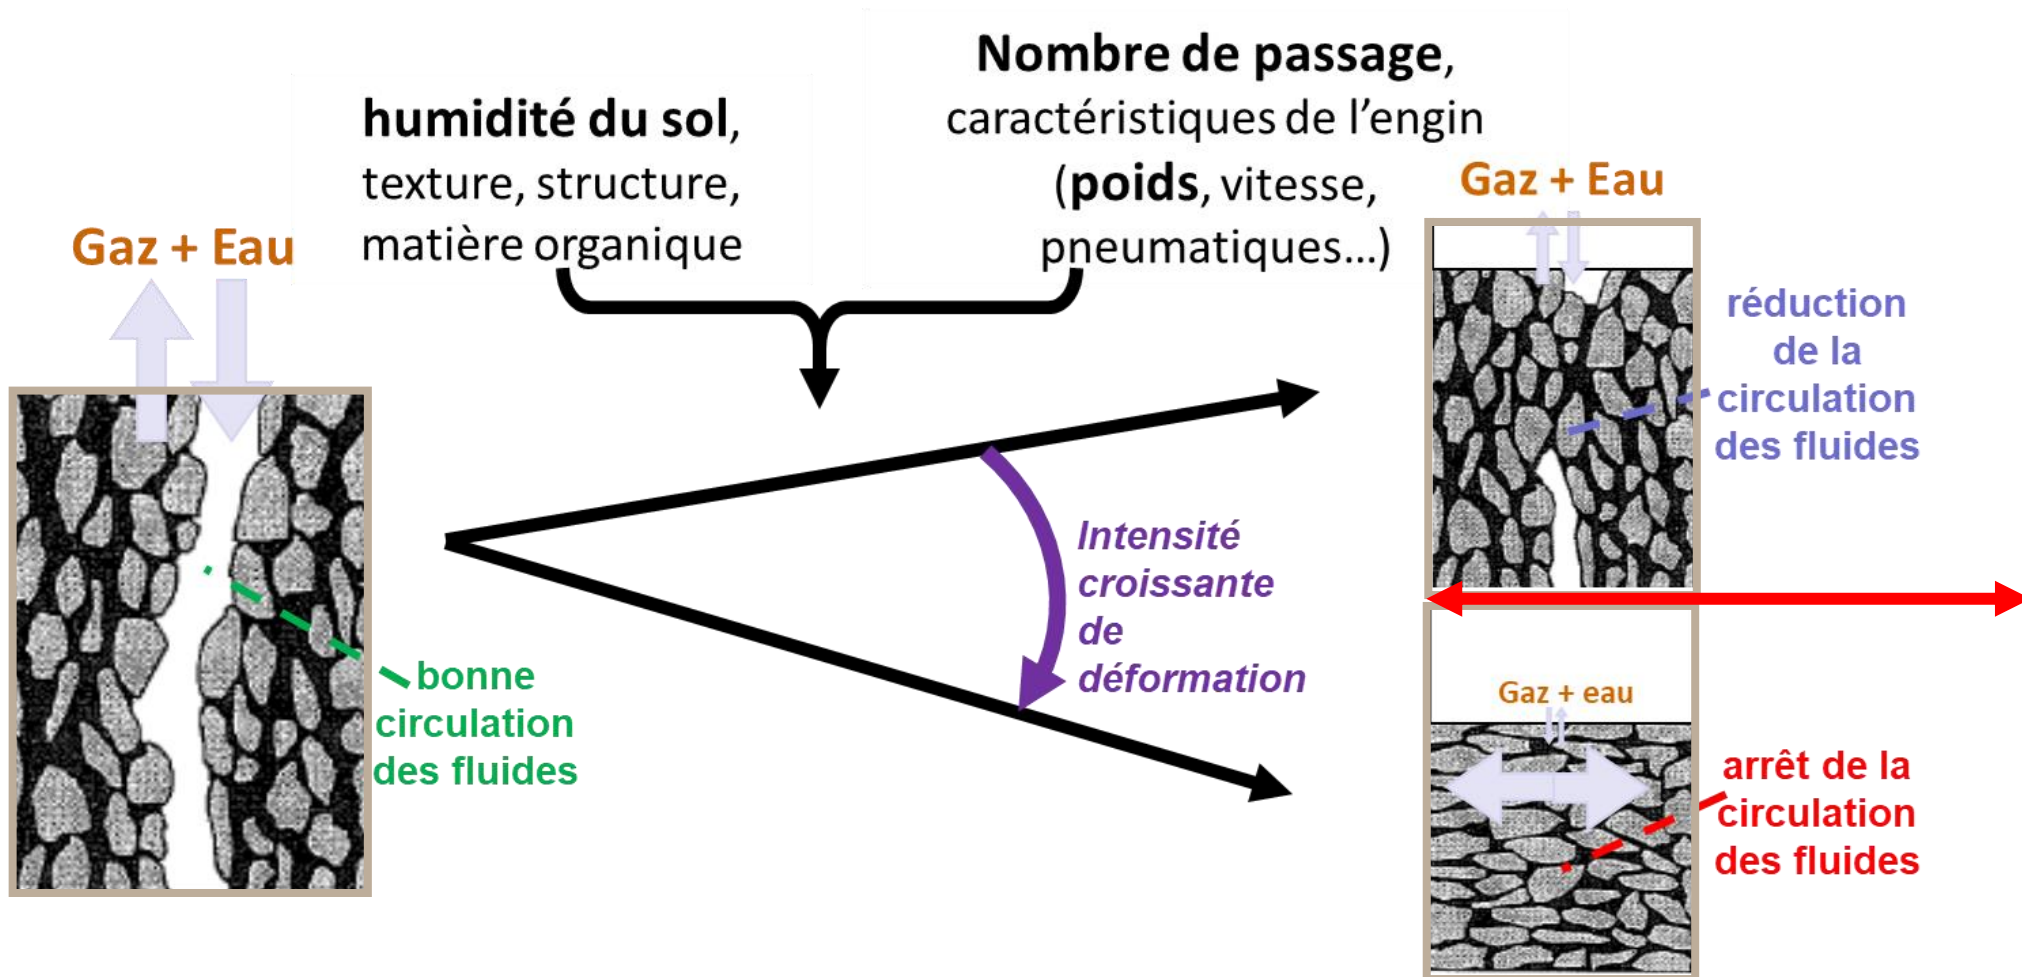 Gaz + Eau
humidité du sol,
texture, structure,
matière organique
Nombre de passage,
caractéristiques de l’engin
(poids, vitesse,
pneumatiques…)
bonne
circulation
des fluides
Intensité
croissante
de
déformation
Gaz + Eau
réduction
de la
circulation
des fluides
Gaz + eau
arrêt de la
circulation
des fluides